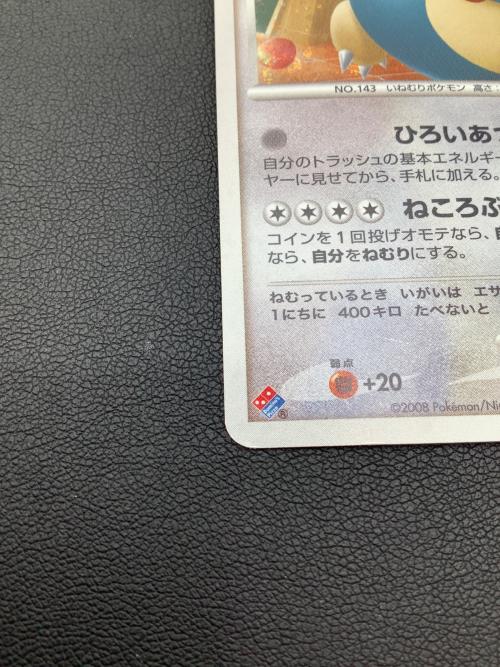 NO.143 いねむりポケモン 高さ:
ひろいあつ
自分のトラッシュの基本エネルギー
ヤーに見せてから、手札に加える。
ねころぶ
コインを1回投げオモテなら、自
なら、自分をねむりにする。
ねむっているとき いがいは エサ
1にちに 400キロ たべないと
弱点
+20
Domino's
Pizza
®
©2008 Pokémon/Nin